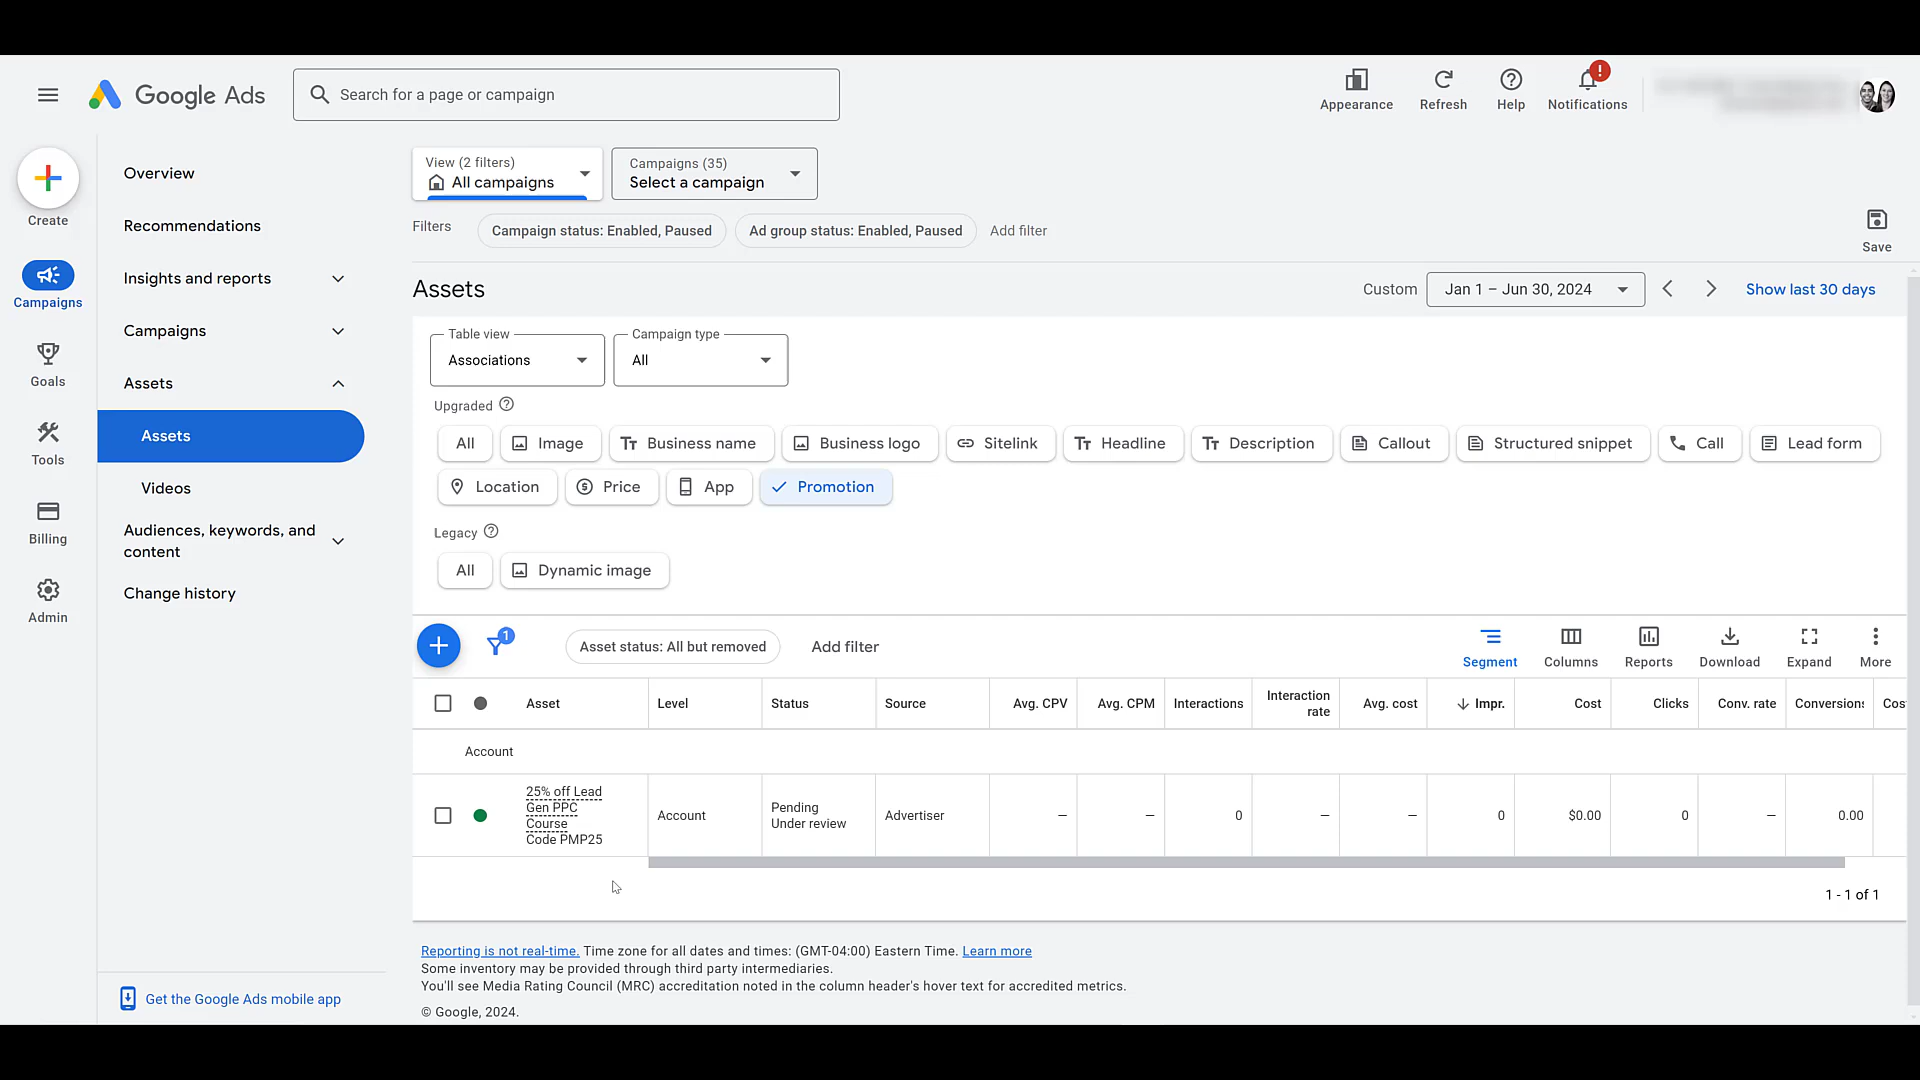 Google Ads
Search for a page or campaign
Appearance
Refresh
Help
!
Notifications
Create
Campaigns
Goals
Tools
Billing
Admin
Overview
Recommendations
Insights and reports
Campaigns
Assets
Assets
Videos
Audiences, keywords, and
content
Change history
Get the Google Ads mobile app
View (2 filters)
All campaigns
Campaigns (35)
Select a campaign
Filters
Campaign status: Enabled, Paused
Ad group status: Enabled, Paused
Add filter
Save
Assets
Custom
Jan 1 – Jun 30, 2024
Show last 30 days
Table view
Associations
Campaign type
All
Upgraded
All
Image
Business name
Business logo
Sitelink
Headline
Description
Callout
Structured snippet
Call
Lead form
Location
Price
App
Promotion
Legacy
All
Dynamic image
1
Asset status: All but removed
Add filter
Segment
Columns
Reports
Download
Expand
More
Asset
Level
Status
Source
Avg. CPV
Avg. CPM
Interactions
Interaction
rate
Avg. cost
Impr.
Cost
Clicks
Conv. rate
Conversions
Cos
Account
25% off Lead
Gen PPC
Course
Code PMP25
Account
Pending
Under review
Advertiser
—
—
0
—
—
0
$0.00
0
—
0.00
1 - 1 of 1
Reporting is not real-time. Time zone for all dates and times: (GMT-04:00) Eastern Time. Learn more
Some inventory may be provided through third party intermediaries.
You'll see Media Rating Council (MRC) accreditation noted in the column header's hover text for accredited metrics.
© Google, 2024.